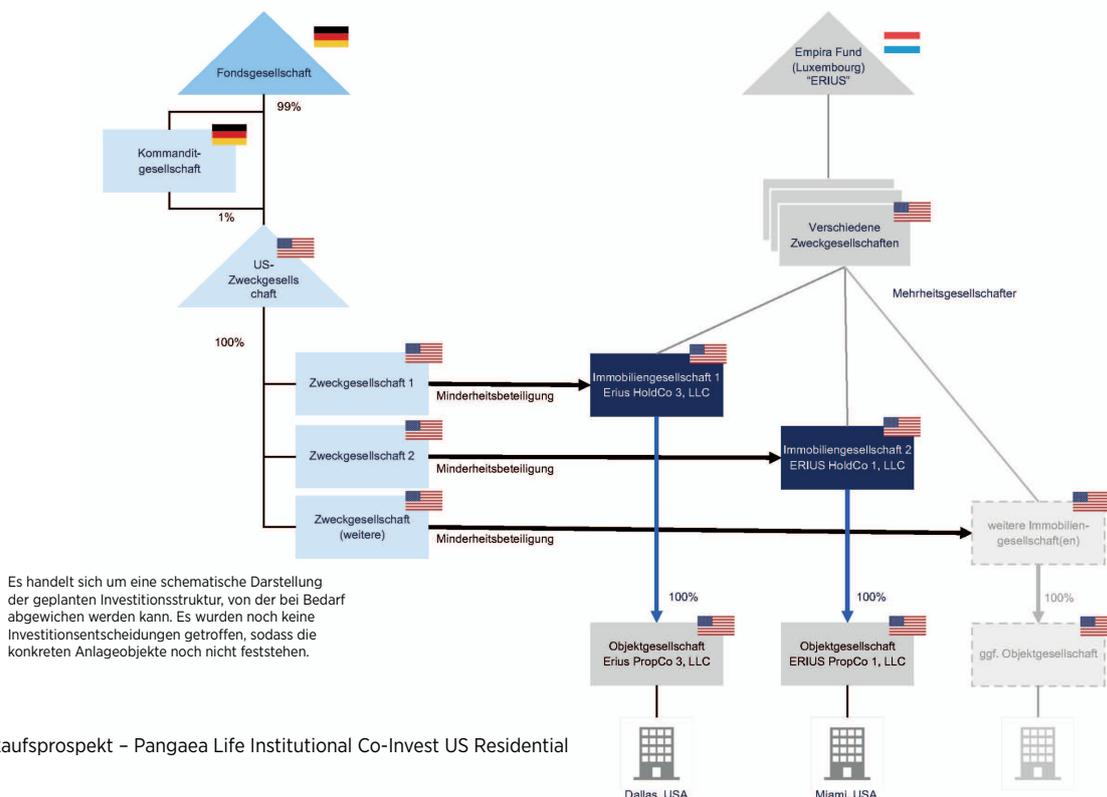 Fondsgesellschaft
99%
Kommandit-
gesellschaft
1%
US-
Zweckgesells
chaft
100%
Zweckgesellschaft 1
Minderheitsbeteiligung
Zweckgesellschaft 2
Minderheitsbeteiligung
Zweckgesellschaft
(weitere)
Minderheitsbeteiligung
Empira Fund
(Luxembourg)
"ERIUS"
Verschiedene
Zweckgesellschaften
Mehrheitsgesellschafter
Immobiliengesellschaft 1
Erius HoldCo 3, LLC
Immobiliengesellschaft 2
ERIUS HoldCo 1, LLC
weitere Immobilien-
gesellschaft(en)
100%
100%
100%
Objektgesellschaft
Erius PropCo 3, LLC
Objektgesellschaft
ERIUS PropCo 1, LLC
ggf. Objektgesellschaft
Dallas, USA
Miami, USA
Es handelt sich um eine schematische Darstellung
der geplanten Investitionsstruktur, von der bei Bedarf
abgewichen werden kann. Es wurden noch keine
Investitionsentscheidungen getroffen, sodass die
konkreten Anlageobjekte noch nicht feststehen.
aufsprospekt – Pangaea Life Institutional Co-Invest US Residential